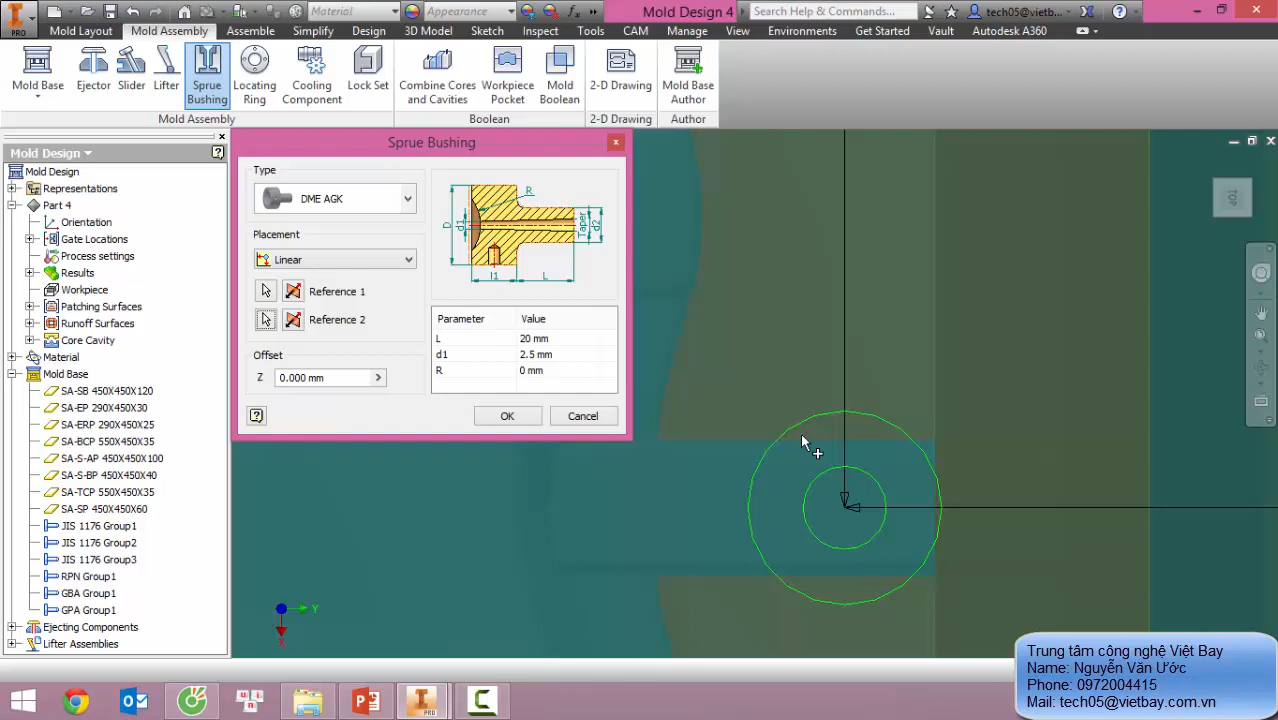 Material
Appearance
Mold Design 4
Search Help & Commands...
tech05@vietb...
PRO
Mold Layout
Mold Assembly
Assemble
Simplify
Design
3D Model
Sketch
Inspect
Tools
CAM
Manage
View
Environments
Get Started
Vault
Autodesk A360
Mold Base
Ejector
Slider
Lifter
Sprue Bushing
Locating Ring
Cooling Component
Lock Set
Combine Cores and Cavities
Workpiece Pocket
Mold Boolean
2-D Drawing
Mold Base Author
Mold Assembly
Boolean
2-D Drawing
Author
Mold Design
Mold Design
Representations
Part 4
Orientation
Gate Locations
Process settings
Results
Workpiece
Patching Surfaces
Runoff Surfaces
Core Cavity
Material
Mold Base
SA-SB 450X450X120
SA-EP 290X450X30
SA-ERP 290X450X25
SA-BCP 550X450X35
SA-S-AP 450X450X100
SA-S-BP 450X450X40
SA-TCP 550X450X35
SA-SP 450X450X60
JIS 1176 Group1
JIS 1176 Group2
JIS 1176 Group3
RPN Group1
GBA Group1
GPA Group1
Ejecting Components
Lifter Assemblies
Sprue Bushing
Type
DME AGK
Placement
Linear
Reference 1
Reference 2
Offset
Z 0.000 mm
R
D
d1
Taper
d2
l1
L
Parameter Value
L 20 mm
d1 2.5 mm
R 0 mm
OK
Cancel
TOP
Y
X
Trung tâm công nghệ Việt Bay
Name: Nguyễn Văn Ước
Phone: 0972004415
Mail: tech05@vietbay.com.vn
PRO